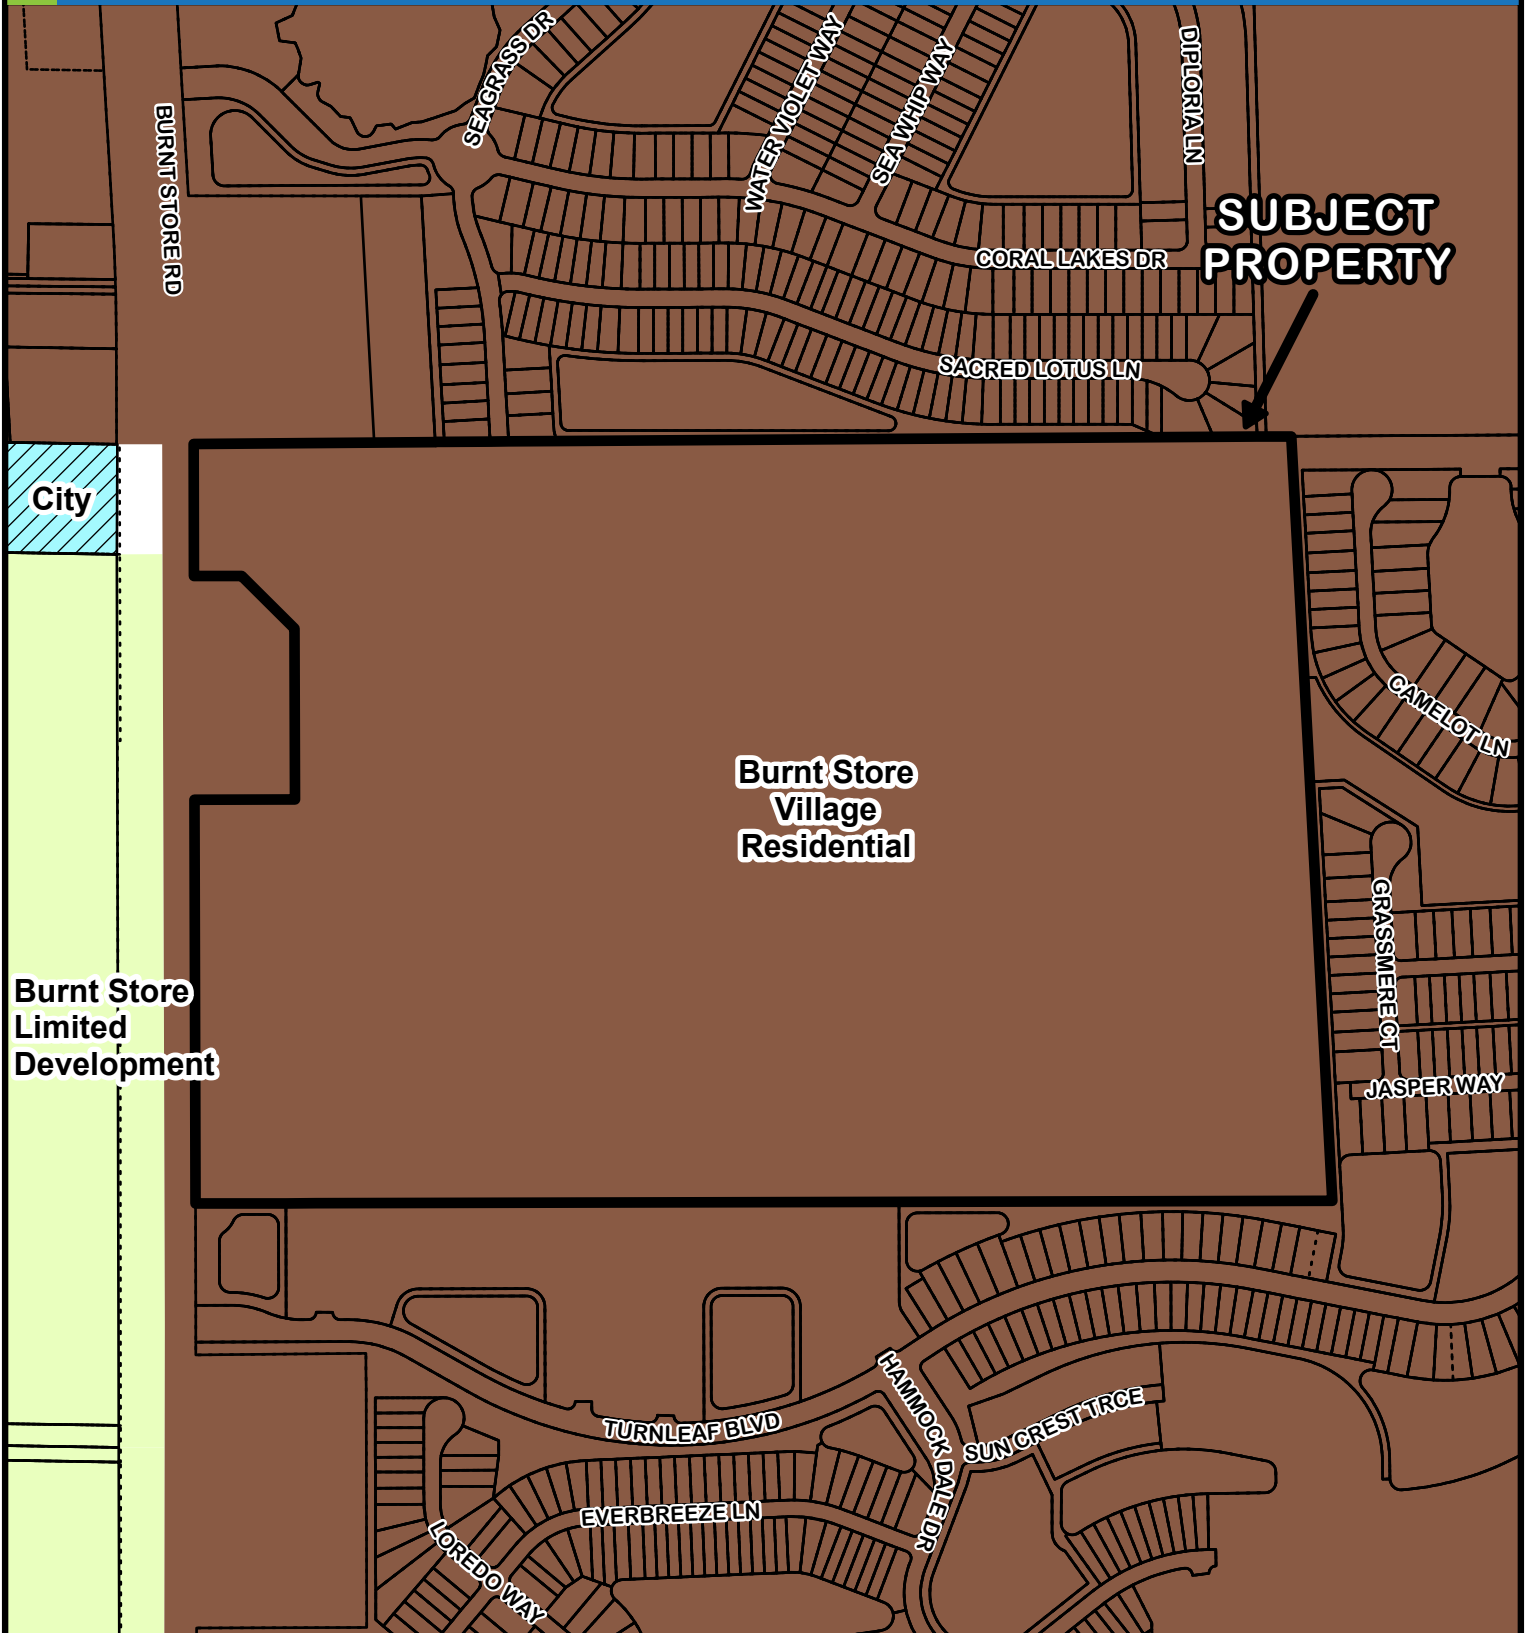 SEAGRASS DR
WATER VIOLET WAY
SEA WHIP WAY
DIPLORIA LN
BURNT STORE RD
SUBJECT
PROPERTY
CORAL LAKES DR
SACRED LOTUS LN
City
CAMELOT LN
Burnt Store
Village
Residential
GRASSMERE CT
Burnt Store
Limited
Development
JASPER WAY
HAMMOCK DALE DR
SUN CREST TRCE
TURNLEAF BLVD
EVERBREEZE LN
LOREDO WAY